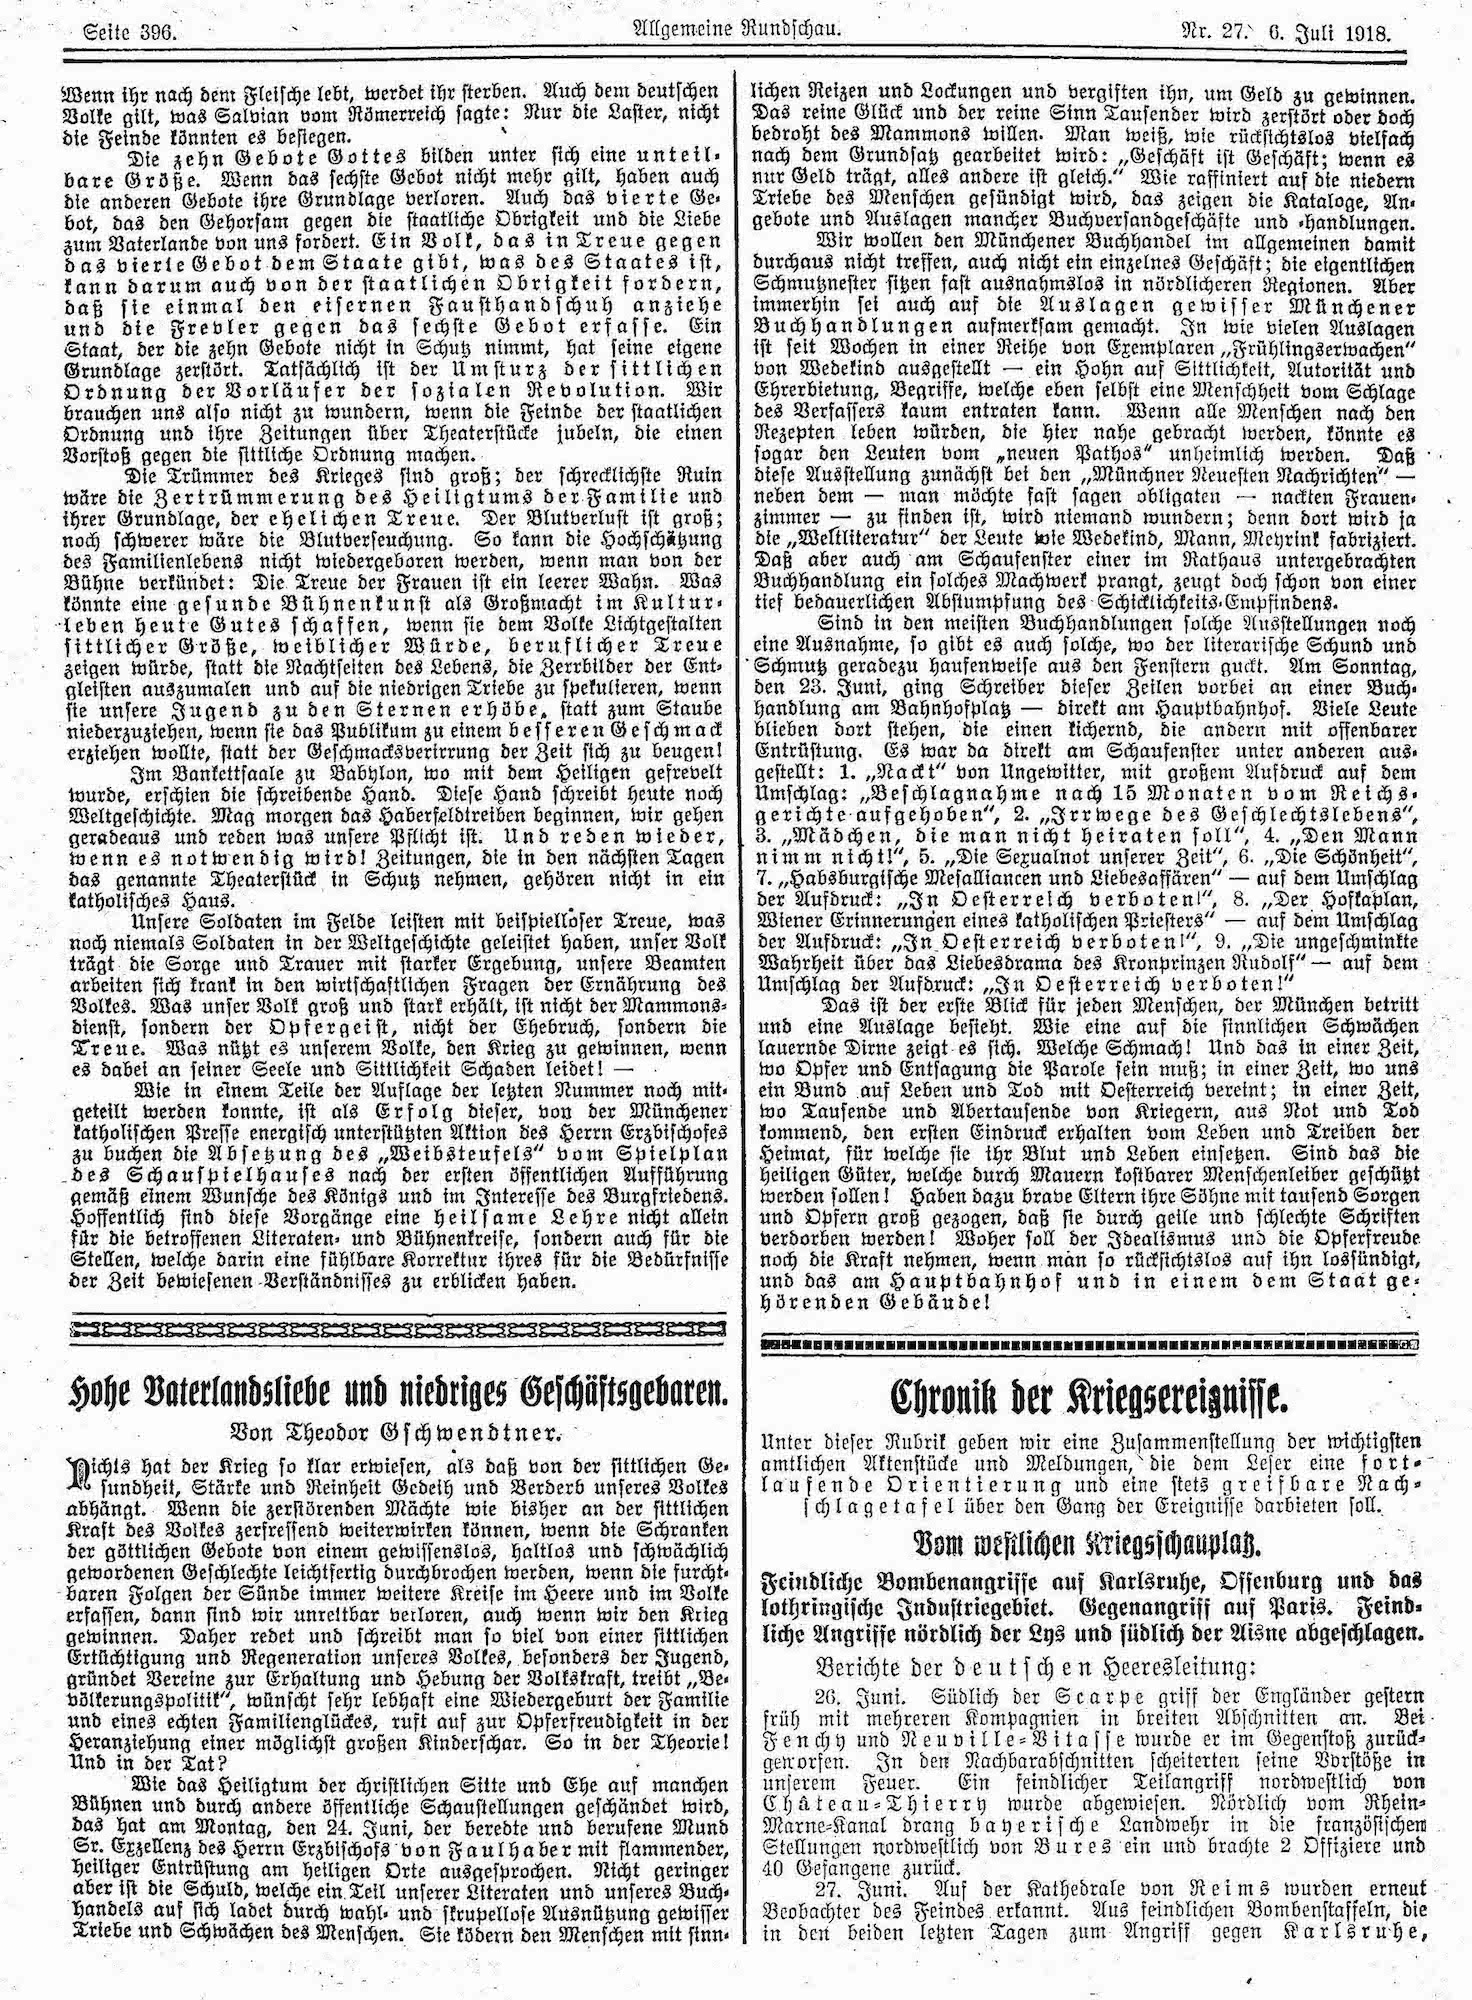 Seite 396.
Allgemeine Rundschau.
Nr. 27. 6. Juli 1918.
Wenn ihr nach dem Fleische lebt, werdet ihr sterben. Auch dem deutschen
Volke gilt, was Salvian vom Römerreich sagte: Nur die Laster, nicht
die Feinde könnten es besiegen.
Die zehn Gebote Gottes bilden unter sich eine unteil-
bare Größe. Wenn das sechste Gebot nicht mehr gilt, haben auch
die anderen Gebote ihre Grundlage verloren. Auch das vierte Ge-
bot, das den Gehorsam gegen die staatliche Obrigkeit und die Liebe
zum Vaterlande von uns fordert. Ein Volk, das in Treue gegen
das vierte Gebot dem Staate gibt, was des Staates ist,
kann darum auch von der staatlichen Obrigkeit fordern,
daß sie einmal den eisernen Fausthandschuh anziehe
und die Frevler gegen das sechste Gebot erfasse. Ein
Staat, der die zehn Gebote nicht in Schutz nimmt, hat seine eigene
Grundlage zerstört. Tatsächlich ist der Umsturz der sittlichen
Ordnung der Vorläufer der sozialen Revolution. Wir
brauchen uns also nicht zu wundern, wenn die Feinde der staatlichen
Ordnung und ihre Zeitungen über Theaterstücke jubeln, die einen
Vorstoß gegen die sittliche Ordnung machen.
Die Trümmer des Krieges sind groß; der schrecklichste Ruin
wäre die Zertrümmerung des Heiligtums der Familie und
ihrer Grundlage, der ehelichen Treue. Der Blutverlust ist groß;
noch schwerer wäre die Blutverseuchung. So kann die Hochschätzung
des Familienlebens nicht wiedergeboren werden, wenn man von der
Bühne verkündet: Die Treue der Frauen ist ein leerer Wahn. Was
könnte eine gesunde Bühnenkunst als Großmacht im Kultur-
leben heute Gutes schaffen, wenn sie dem Volke Lichtgestalten
sittlicher Größe, weiblicher Würde, beruflicher Treue
zeigen würde, statt die Nachtseiten des Lebens, die Zerrbilder der Ent-
gleisten auszumalen und auf die niedrigen Triebe zu spekulieren, wenn
sie unsere Jugend zu den Sternen erhöbe, statt zum Staube
niederzuziehen, wenn sie das Publikum zu einem besseren Geschmack
erziehen wollte, statt der Geschmacksverirrung der Zeit sich zu beugen!
Im Bankettsaale zu Babylon, wo mit dem Heiligen gefrevelt
wurde, erschien die schreibende Hand. Diese Hand schreibt heute noch
Weltgeschichte. Mag morgen das Haberfeldtreiben beginnen, wir gehen
geradeaus und reden was unsere Pflicht ist. Und reden wieder,
wenn es notwendig wird! Zeitungen, die in den nächsten Tagen
das genannte Theaterstück in Schutz nehmen, gehören nicht in ein
katholisches Haus.
Unsere Soldaten im Felde leisten mit beispielloser Treue, was
noch niemals Soldaten in der Weltgeschichte geleistet haben, unser Volk
trägt die Sorge und Trauer mit starker Ergebung, unsere Beamten
arbeiten sich krank in den wirtschaftlichen Fragen der Ernährung des
Volkes. Was unser Volk groß und stark erhält, ist nicht der Mammons-
dienst, sondern der Opfergeist, nicht der Ehebruch, sondern die
Treue. Was nützt es unserem Volke, den Krieg zu gewinnen, wenn
es dabei an seiner Seele und Sittlichkeit Schaden leidet! —
Wie in einem Teile der Auflage der letzten Nummer noch mit-
geteilt werden konnte, ist als Erfolg dieser, von der Münchener
katholischen Presse energisch unterstützten Aktion des Herrn Erzbischofes
zu buchen die Absetzung des „Weibsteufels“ vom Spielplan
des Schauspielhauses nach der ersten öffentlichen Aufführung
gemäß einem Wunsche des Königs und im Interesse des Burgfriedens.
Hoffentlich sind diese Vorgänge eine heilsame Lehre nicht allein
für die betroffenen Literaten- und Bühnenkreise, sondern auch für die
Stellen, welche darin eine fühlbare Korrektur ihres für die Bedürfnisse
der Zeit bewiesenen Verständnisses zu erblicken haben.
Hohe Vaterlandsliebe und niedriges Geschäftsgebaren.
Von Theodor Gschwendtner.
Nichts hat der Krieg so klar erwiesen, als daß von der sittlichen Ge-
sundheit, Stärke und Reinheit Gedeih und Verderb unseres Volkes
abhängt. Wenn die zerstörenden Mächte wie bisher an der sittlichen
Kraft des Volkes zerfressend weiterwirken können, wenn die Schranken
der göttlichen Gebote von einem gewissenslos, haltlos und schwächlich
gewordenen Geschlechte leichtfertig durchbrochen werden, wenn die furcht-
baren Folgen der Sünde immer weitere Kreise im Heere und im Volke
erfassen, dann sind wir unrettbar verloren, auch wenn wir den Krieg
gewinnen. Daher redet und schreibt man so viel von einer sittlichen
Ertüchtigung und Regeneration unseres Volkes, besonders der Jugend,
gründet Vereine zur Erhaltung und Hebung der Volkskraft, treibt „Be-
völkerungspolitik“, wünscht sehr lebhaft eine Wiedergeburt der Familie
und eines echten Familienglückes, ruft auf zur Opferfreudigkeit in der
Heranziehung einer möglichst großen Kinderschar. So in der Theorie!
Und in der Tat?
Wie das Heiligtum der christlichen Sitte und Ehe auf manchen
Bühnen und durch andere öffentliche Schaustellungen geschändet wird,
das hat am Montag, den 24. Juni, der beredte und berufene Mund
Sr. Exzellenz des Herrn Erzbischofs von Faulhaber mit flammender,
heiliger Entrüstung am heiligen Orte ausgesprochen. Nicht geringer
aber ist die Schuld, welche ein Teil unserer Literaten und unseres Buch-
handels auf sich ladet durch wahl- und skrupellose Ausnützung gewisser
Triebe und Schwächen des Menschen. Sie ködern den Menschen mit sinn-
lichen Reizen und Lockungen und vergiften ihn, um Geld zu gewinnen.
Das reine Glück und der reine Sinn Tausender wird zerstört oder doch
bedroht des Mammons willen. Man weiß, wie rücksichtslos vielfach
nach dem Grundsatz gearbeitet wird: „Geschäft ist Geschäft; wenn es
nur Geld trägt, alles andere ist gleich.“ Wie raffiniert auf die niedern
Triebe des Menschen gesündigt wird, das zeigen die Kataloge, An-
gebote und Auslagen mancher Buchversandgeschäfte und -handlungen.
Wir wollen den Münchener Buchhandel im allgemeinen damit
durchaus nicht treffen, auch nicht ein einzelnes Geschäft; die eigentlichen
Schmutznester sitzen fast ausnahmslos in nördlicheren Regionen. Aber
immerhin sei auch auf die Auslagen gewisser Münchener
Buchhandlungen aufmerksam gemacht. In wie vielen Auslagen
ist seit Wochen in einer Reihe von Exemplaren „Frühlingserwachen“
von Wedekind ausgestellt — ein Hohn auf Sittlichkeit, Autorität und
Ehrerbietung, Begriffe, welche eben selbst eine Menschheit vom Schlage
des Verfassers kaum entraten kann. Wenn alle Menschen nach den
Rezepten leben würden, die hier nahe gebracht werden, könnte es
sogar den Leuten vom „neuen Pathos“ unheimlich werden. Daß
diese Ausstellung zunächst bei den „Münchner Neuesten Nachrichten“ —
neben dem — man möchte fast sagen obligaten — nackten Frauen-
zimmer — zu finden ist, wird niemand wundern; denn dort wird ja
die „Weltliteratur“ der Leute wie Wedekind, Mann, Meyrink fabriziert.
Daß aber auch am Schaufenster einer im Rathaus untergebrachten
Buchhandlung ein solches Machwerk prangt, zeugt doch schon von einer
tief bedauerlichen Abstumpfung des Schicklichkeits-Empfindens.
Sind in den meisten Buchhandlungen solche Ausstellungen noch
eine Ausnahme, so gibt es auch solche, wo der literarische Schund und
Schmutz geradezu haufenweise aus den Fenstern guckt. Am Sonntag,
den 23. Juni, ging Schreiber dieser Zeilen vorbei an einer Buch-
handlung am Bahnhofplatz — direkt am Hauptbahnhof. Viele Leute
blieben dort stehen, die einen kichernd, die andern mit offenbarer
Entrüstung. Es war da direkt am Schaufenster unter anderen aus-
gestellt: 1. „Nackt“ von Ungewitter, mit großem Aufdruck auf dem
Umschlag: „Beschlagnahme nach 15 Monaten vom Reichs-
gerichte aufgehoben“, 2. „Irrwege des Geschlechtslebens“,
3. „Mädchen, die man nicht heiraten soll“, 4. „Den Mann
nimm nicht!“, 5. „Die Sexualnot unserer Zeit“, 6. „Die Schönheit“,
7. „Habsburgische Mesalliancen und Liebesaffären“ — auf dem Umschlag
der Aufdruck: „In Oesterreich verboten!“, 8. „Der Hofkaplan,
Wiener Erinnerungen eines katholischen Priesters“ — auf dem Umschlag
der Aufdruck: „In Oesterreich verboten!“, 9. „Die ungeschminkte
Wahrheit über das Liebesdrama des Kronprinzen Rudolf“ — auf dem
Umschlag der Aufdruck: „In Oesterreich verboten!“
Das ist der erste Blick für jeden Menschen, der München betritt
und eine Auslage besieht. Wie eine auf die sinnlichen Schwächen
lauernde Dirne zeigt es sich. Welche Schmach! Und das in einer Zeit,
wo Opfer und Entsagung die Parole sein muß; in einer Zeit, wo uns
ein Bund auf Leben und Tod mit Oesterreich vereint; in einer Zeit,
wo Tausende und Abertausende von Kriegern, aus Not und Tod
kommend, den ersten Eindruck erhalten vom Leben und Treiben der
Heimat, für welche sie ihr Blut und Leben einsetzen. Sind das die
heiligen Güter, welche durch Mauern kostbarer Menschenleiber geschützt
werden sollen! Haben dazu brave Eltern ihre Söhne mit tausend Sorgen
und Opfern groß gezogen, daß sie durch geile und schlechte Schriften
verdorben werden! Woher soll der Idealismus und die Opferfreude
noch die Kraft nehmen, wenn man so rücksichtslos auf ihn lossündigt,
und das am Hauptbahnhof und in einem dem Staat ge-
hörenden Gebäude!
Chronik der Kriegsereignisse.
Unter dieser Rubrik geben wir eine Zusammenstellung der wichtigsten
amtlichen Aktenstücke und Meldungen, die dem Leser eine fort-
laufende Orientierung und eine stets greifbare Nach-
schlagetafel über den Gang der Ereignisse darbieten soll.
Vom westlichen Kriegsschauplatz.
Feindliche Bombenangriffe auf Karlsruhe, Offenburg und das
lothringische Industriegebiet. Gegenangriff auf Paris. Feind-
liche Angriffe nördlich der Lys und südlich der Aisne abgeschlagen.
Berichte der deutschen Heeresleitung:
26. Juni. Südlich der Scarpe griff der Engländer gestern
früh mit mehreren Kompagnien in breiten Abschnitten an. Bei
Fenchy und Neuville-Vitasse wurde er im Gegenstoß zurück-
geworfen. In den Nachbarabschnitten scheiterten seine Vorstöße in
unserem Feuer. Ein feindlicher Teilangriff nordwestlich von
Château-Thierry wurde abgewiesen. Nördlich vom Rhein-
Marne-Kanal drang bayerische Landwehr in die französischen
Stellungen nordwestlich von Bures ein und brachte 2 Offiziere und
40 Gefangene zurück.
27. Juni. Auf der Kathedrale von Reims wurden erneut
Beobachter des Feindes erkannt. Aus feindlichen Bombenstaffeln, die
in den beiden letzten Tagen zum Angriff gegen Karlsruhe,